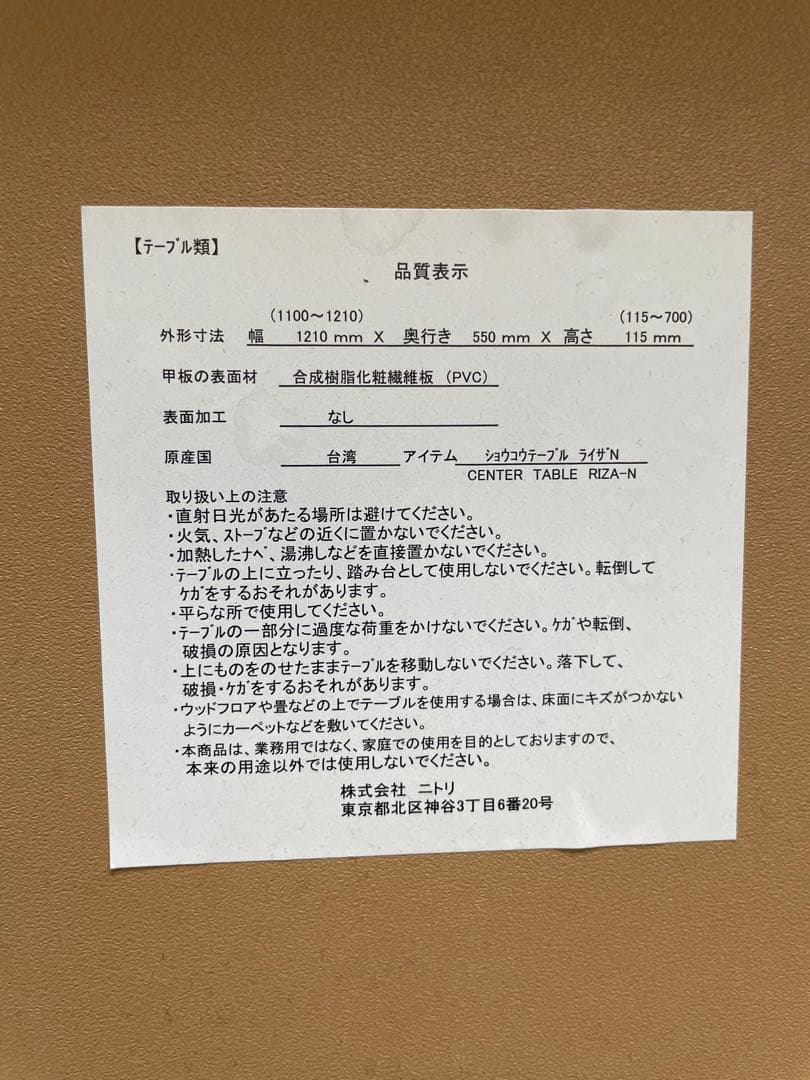 【ﾃｰﾌﾞﾙ類】
品質表示
(1100～1210) (115～700)
外形寸法 幅 1210 mm X 奥行き 550 mm X 高さ 115 mm
甲板の表面材 合成樹脂化粧繊維板 (PVC)
表面加工 なし
原産国 台湾 アイテム ｼｮｳｺｳﾃｰﾌﾞﾙ ﾗｲｻﾞN
CENTER TABLE RIZA-N
取り扱い上の注意
・直射日光があたる場所は避けてください。
・火気、ｽﾄｰﾌﾞなどの近くに置かないでください。
・加熱したﾅﾍﾞ、湯沸しなどを直接置かないでください。
・ﾃｰﾌﾞﾙの上に立ったり、踏み台として使用しないでください。転倒して
ｹｶﾞをするおそれがあります。
・平らな所で使用してください。
・ﾃｰﾌﾞﾙの一部分に過度な荷重をかけないでください。ｹｶﾞや転倒、
破損の原因となります。
・上にものをのせたままﾃｰﾌﾞﾙを移動しないでください。落下して、
破損・ｹｶﾞをするおそれがあります。
・ウッドフロアや畳などの上でテーブルを使用する場合は、床面にキズがつかない
ようにカーペットなどを敷いてください。
・本商品は、業務用ではなく、家庭での使用を目的としておりますので、
本来の用途以外では使用しないでください。
株式会社 ニトリ
東京都北区神谷3丁目6番20号